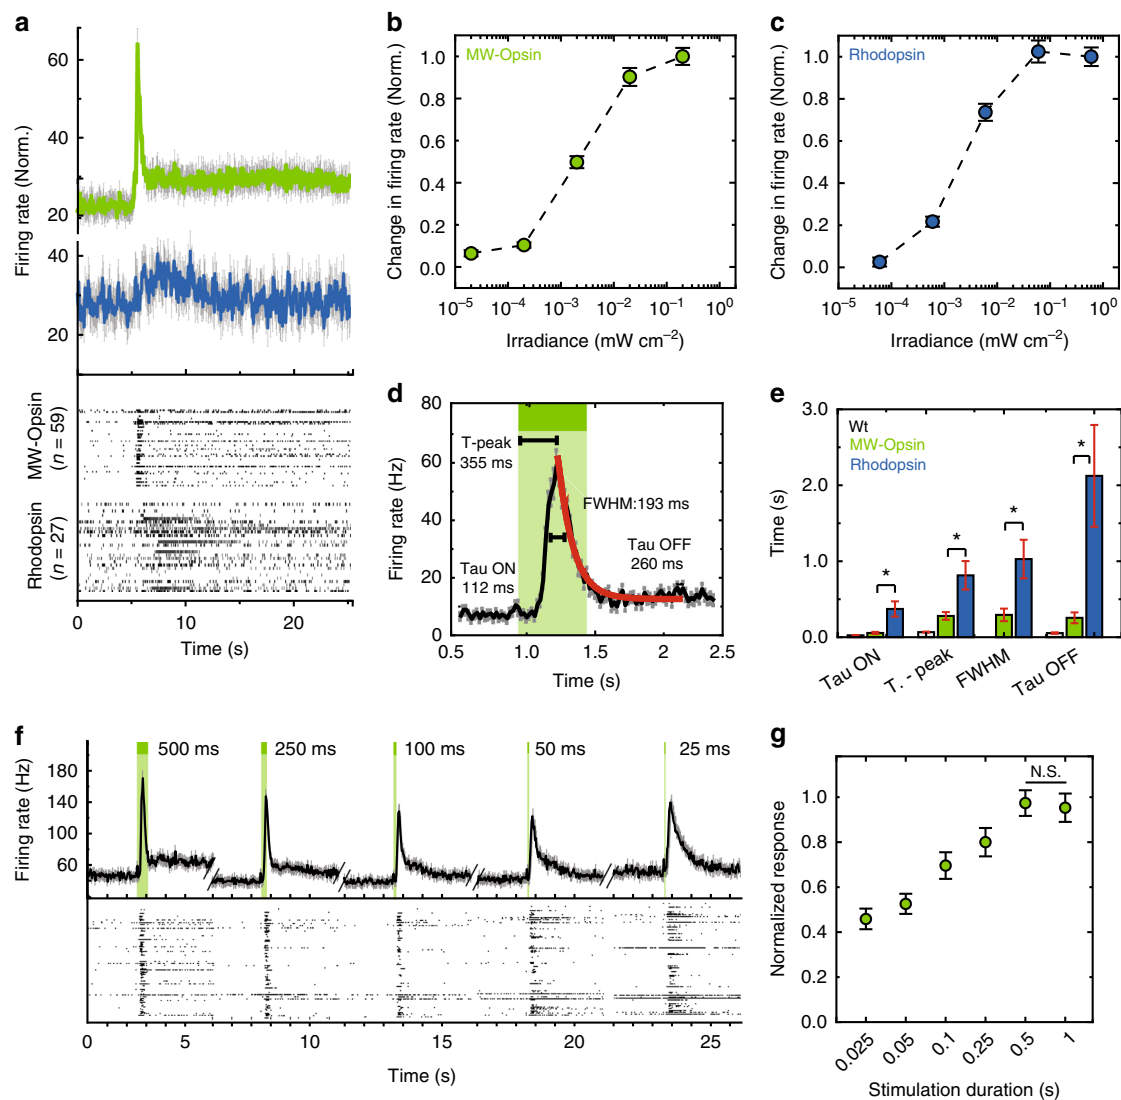 a
Firing rate (Norm.)
60
40
20
40
20
MW-Opsin
(n = 59)
Rhodopsin
(n = 27)
0
10
20
Time (s)
b
MW-Opsin
Change in firing rate (Norm.)
1.0
0.8
0.6
0.4
0.2
0.0
10⁻⁵
10⁻⁴
10⁻³
10⁻²
10⁻¹
10⁰
Irradiance (mW cm⁻²)
c
Rhodopsin
Change in firing rate (Norm.)
1.0
0.8
0.6
0.4
0.2
0.0
10⁻⁵
10⁻⁴
10⁻³
10⁻²
10⁻¹
10⁰
Irradiance (mW cm⁻²)
d
Firing rate (Hz)
80
60
40
20
0
T-peak
355 ms
FWHM:193 ms
Tau ON
112 ms
Tau OFF
260 ms
0.5
1.0
1.5
2.0
2.5
Time (s)
e
Time (s)
3.0
2.0
1.0
0.0
Wt
MW-Opsin
Rhodopsin
*
*
*
*
Tau ON
T. - peak
FWHM
Tau OFF
f
Firing rate (Hz)
180
140
100
60
500 ms
250 ms
100 ms
50 ms
25 ms
0
5
10
15
20
25
Time (s)
g
Normalized response
1.0
0.8
0.6
0.4
0.2
0.0
N.S.
0.025
0.05
0.1
0.25
0.5
1
Stimulation duration (s)